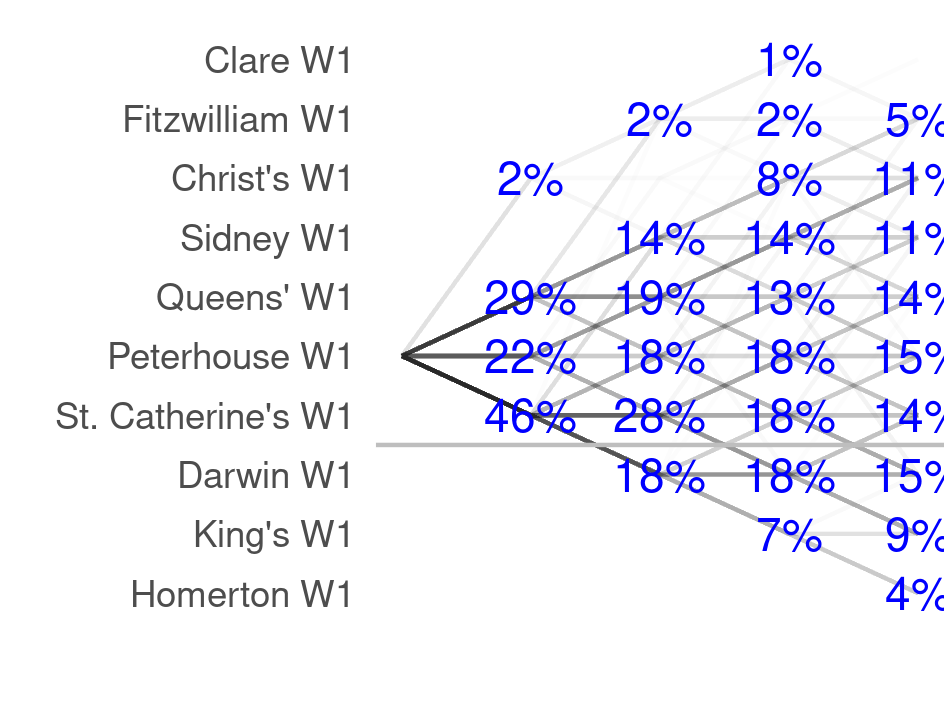 Clare W1 1%
Fitzwilliam W1 2% 2% 5%
Christ's W1 2% 8% 11%
Sidney W1 14% 14% 11%
Queens' W1 29% 19% 13% 14%
Peterhouse W1 22% 18% 18% 15%
St. Catherine's W1 46% 28% 18% 14%
Darwin W1 18% 18% 15%
King's W1 7% 9%
Homerton W1 4%